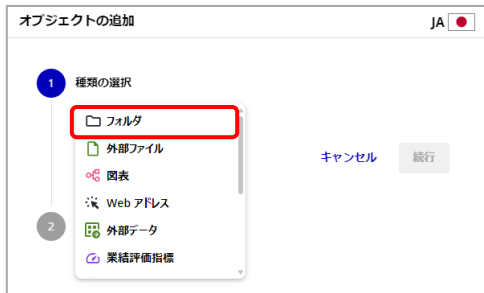 オブジェクトの追加
JA
1 種類の選択
フォルダ
外部ファイル
図表
Web アドレス
外部データ
業績評価指標
2
キャンセル 続行